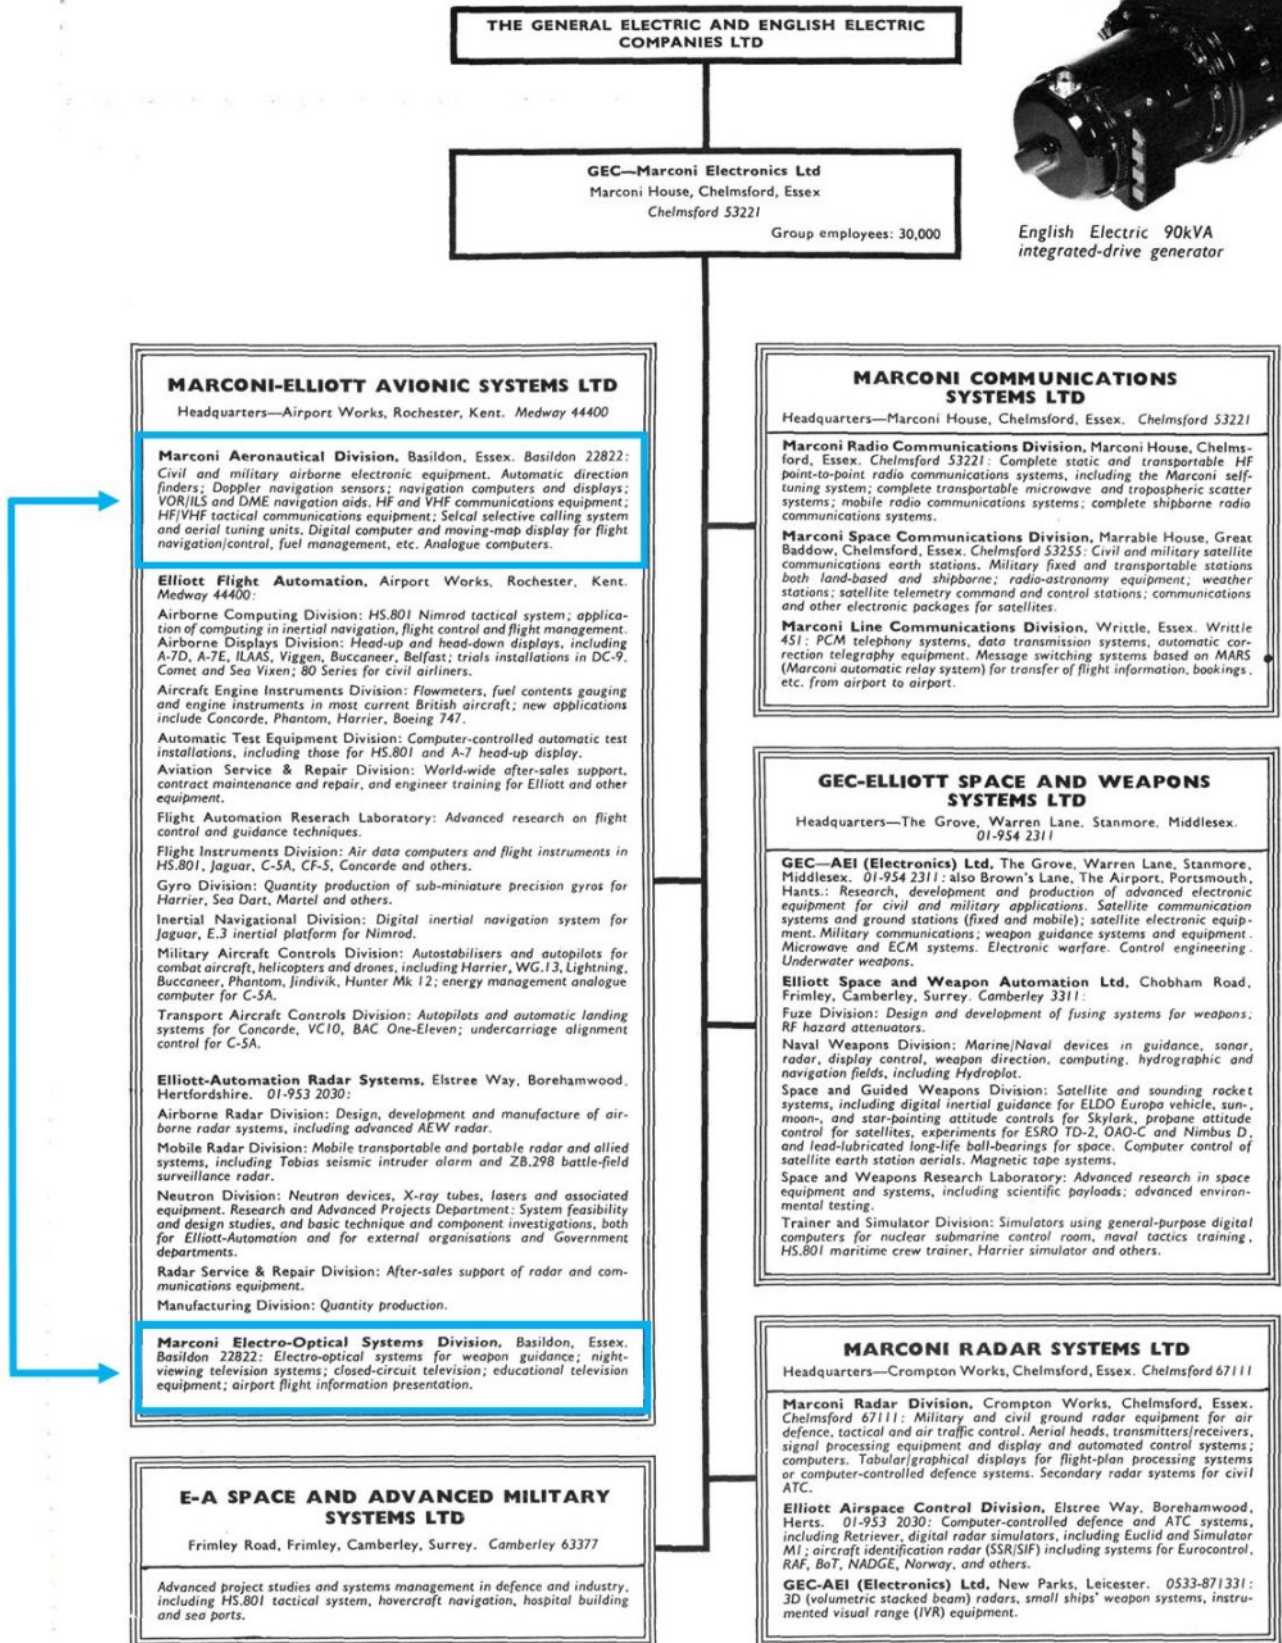 THE GENERAL ELECTRIC AND ENGLISH ELECTRIC
COMPANIES LTD
GEC—Marconi Electronics Ltd
Marconi House, Chelmsford, Essex
Chelmsford 53221
Group employees: 30,000
English Electric 90kVA
integrated-drive generator
MARCONI-ELLIOTT AVIONIC SYSTEMS LTD
Headquarters—Airport Works, Rochester, Kent. Medway 44400
Marconi Aeronautical Division, Basildon, Essex. Basildon 22822:
Civil and military airborne electronic equipment. Automatic direction
finders; Doppler navigation sensors; navigation computers and displays;
VOR/ILS and DME navigation aids. HF and VHF communications equipment;
HF/VHF tactical communications equipment; Selcal selective calling system
and aerial tuning units. Digital computer and moving-map display for flight
navigation/control, fuel management, etc. Analogue computers.
Elliott Flight Automation, Airport Works, Rochester, Kent.
Medway 44400:
Airborne Computing Division: HS.801 Nimrod tactical system; applica-
tion of computing in inertial navigation, flight control and flight management.
Airborne Displays Division: Head-up and head-down displays, including
A-7D, A-7E, ILAAS, Viggen, Buccaneer, Belfast; trials installations in DC-9.
Comet and Sea Vixen; 80 Series for civil airliners.
Aircraft Engine Instruments Division: Flowmeters, fuel contents gauging
and engine instruments in most current British aircraft; new applications
include Concorde, Phantom, Harrier, Boeing 747.
Automatic Test Equipment Division: Computer-controlled automatic test
installations, including those for HS.801 and A-7 head-up display.
Aviation Service & Repair Division: World-wide after-sales support,
contract maintenance and repair, and engineer training for Elliott and other
equipment.
Flight Automation Reserach Laboratory: Advanced research on flight
control and guidance techniques.
Flight Instruments Division: Air data computers and flight instruments in
HS.801, Jaguar, C-5A, CF-5, Concorde and others.
Gyro Division: Quantity production of sub-miniature precision gyros for
Harrier, Sea Dart, Martel and others.
Inertial Navigational Division: Digital inertial navigation system for
Jaguar, E.3 inertial platform for Nimrod.
Military Aircraft Controls Division: Autostabilisers and autopilots for
combat aircraft, helicopters and drones, including Harrier, WG.13, Lightning,
Buccaneer, Phantom, Jindivik, Hunter Mk 12; energy management analogue
computer for C-5A.
Transport Aircraft Controls Division: Autopilots and automatic landing
systems for Concorde, VC10, BAC One-Eleven; undercarriage alignment
control for C-5A.
Elliott-Automation Radar Systems, Elstree Way, Borehamwood,
Hertfordshire. 01-953 2030:
Airborne Radar Division: Design, development and manufacture of air-
borne radar systems, including advanced AEW radar.
Mobile Radar Division: Mobile transportable and portable radar and allied
systems, including Tobias seismic intruder alarm and ZB.298 battle-field
surveillance radar.
Neutron Division: Neutron devices, X-ray tubes, lasers and associated
equipment. Research and Advanced Projects Department: System feasibility
and design studies, and basic technique and component investigations, both
for Elliott-Automation and for external organisations and Government
departments.
Radar Service & Repair Division: After-sales support of radar and com-
munications equipment.
Manufacturing Division: Quantity production.
Marconi Electro-Optical Systems Division, Basildon, Essex.
Basildon 22822: Electro-optical systems for weapon guidance; night-
viewing television systems; closed-circuit television; educational television
equipment; airport flight information presentation.
E-A SPACE AND ADVANCED MILITARY
SYSTEMS LTD
Frimley Road, Frimley, Camberley, Surrey. Camberley 63377
Advanced project studies and systems management in defence and industry,
including HS.801 tactical system, hovercraft navigation, hospital building
and sea ports.
MARCONI COMMUNICATIONS
SYSTEMS LTD
Headquarters—Marconi House, Chelmsford, Essex. Chelmsford 53221
Marconi Radio Communications Division, Marconi House, Chelms-
ford, Essex. Chelmsford 53221: Complete static and transportable HF
point-to-point radio communications systems, including the Marconi self-
tuning system; complete transportable microwave and tropospheric scatter
systems; mobile radio communications systems; complete shipborne radio
communications systems.
Marconi Space Communications Division, Marrable House, Great
Baddow, Chelmsford, Essex. Chelmsford 53255: Civil and military satellite
communications earth stations. Military fixed and transportable stations
both land-based and shipborne; radio-astronomy equipment; weather
stations; satellite telemetry command and control stations; communications
and other electronic packages for satellites.
Marconi Line Communications Division, Writtle, Essex. Writtle
451: PCM telephony systems, data transmission systems, automatic cor-
rection telegraphy equipment. Message switching systems based on MARS
(Marconi automatic relay system) for transfer of flight information, bookings,
etc. from airport to airport.
GEC-ELLIOTT SPACE AND WEAPONS
SYSTEMS LTD
Headquarters—The Grove, Warren Lane, Stanmore, Middlesex.
01-954 2311
GEC—AEI (Electronics) Ltd, The Grove, Warren Lane, Stanmore,
Middlesex. 01-954 2311: also Brown's Lane, The Airport, Portsmouth,
Hants.: Research, development and production of advanced electronic
equipment for civil and military applications. Satellite communication
systems and ground stations (fixed and mobile); satellite electronic equip-
ment. Military communications; weapon guidance systems and equipment.
Microwave and ECM systems. Electronic warfare. Control engineering.
Underwater weapons.
Elliott Space and Weapon Automation Ltd, Chobham Road,
Frimley, Camberley, Surrey. Camberley 3311:
Fuze Division: Design and development of fusing systems for weapons;
RF hazard attenuators.
Naval Weapons Division: Marine/Naval devices in guidance, sonar,
radar, display control, weapon direction, computing, hydrographic and
navigation fields, including Hydroplot.
Space and Guided Weapons Division: Satellite and sounding rocket
systems, including digital inertial guidance for ELDO Europa vehicle, sun-,
moon-, and star-pointing attitude controls for Skylark, propane attitude
control for satellites, experiments for ESRO TD-2, OAO-C and Nimbus D,
and lead-lubricated long-life ball-bearings for space. Computer control of
satellite earth station aerials. Magnetic tape systems.
Space and Weapons Research Laboratory: Advanced research in space
equipment and systems, including scientific payloads; advanced environ-
mental testing.
Trainer and Simulator Division: Simulators using general-purpose digital
computers for nuclear submarine control room, naval tactics training,
HS.801 maritime crew trainer, Harrier simulator and others.
MARCONI RADAR SYSTEMS LTD
Headquarters—Crompton Works, Chelmsford, Essex. Chelmsford 67111
Marconi Radar Division, Crompton Works, Chelmsford, Essex.
Chelmsford 67111: Military and civil ground radar equipment for air
defence, tactical and air traffic control. Aerial heads, transmitters/receivers,
signal processing equipment and display and automated control systems;
computers. Tabular/graphical displays for flight-plan processing systems
or computer-controlled defence systems. Secondary radar systems for civil
ATC.
Elliott Airspace Control Division, Elstree Way, Borehamwood,
Herts. 01-953 2030: Computer-controlled defence and ATC systems,
including Retriever, digital radar simulators, including Euclid and Simulator
M1; aircraft identification radar (SSR/SIF) including systems for Eurocontrol,
RAF, BoT, NADGE, Norway, and others.
GEC-AEI (Electronics) Ltd, New Parks, Leicester. 0533-871331:
3D (volumetric stacked beam) radars, small ships' weapon systems, instru-
mented visual range (IVR) equipment.